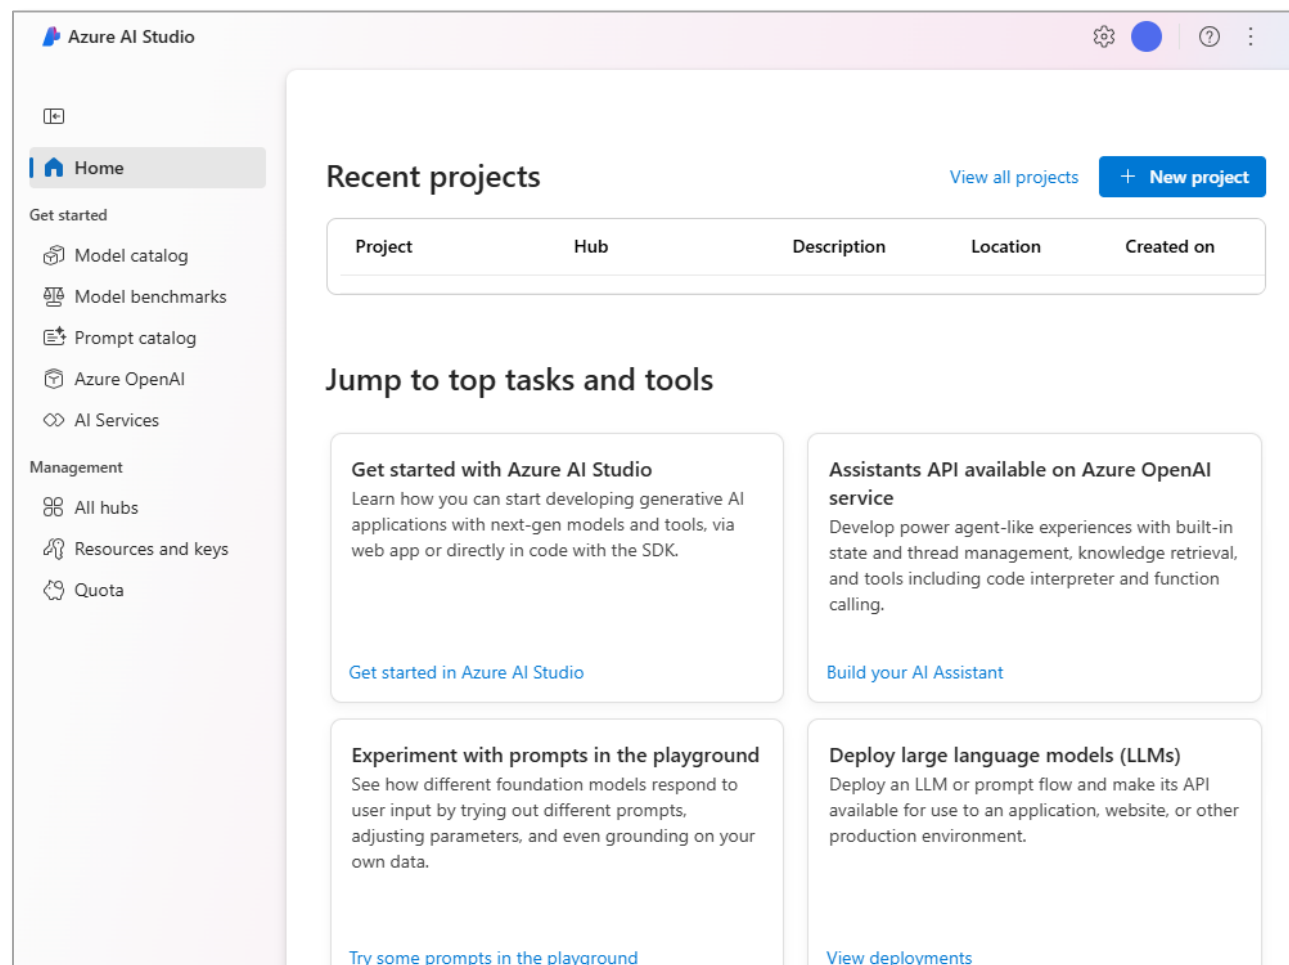 Azure AI Studio
Home
Get started
Model catalog
Model benchmarks
Prompt catalog
Azure OpenAI
AI Services
Management
All hubs
Resources and keys
Quota
Recent projects
View all projects
+ New project
Project Hub Description Location Created on
Jump to top tasks and tools
Get started with Azure AI Studio
Learn how you can start developing generative AI
applications with next-gen models and tools, via
web app or directly in code with the SDK.
Get started in Azure AI Studio
Assistants API available on Azure OpenAI
service
Develop power agent-like experiences with built-in
state and thread management, knowledge retrieval,
and tools including code interpreter and function
calling.
Build your AI Assistant
Experiment with prompts in the playground
See how different foundation models respond to
user input by trying out different prompts,
adjusting parameters, and even grounding on your
own data.
Try some prompts in the playground
Deploy large language models (LLMs)
Deploy an LLM or prompt flow and make its API
available for use to an application, website, or other
production environment.
View deployments